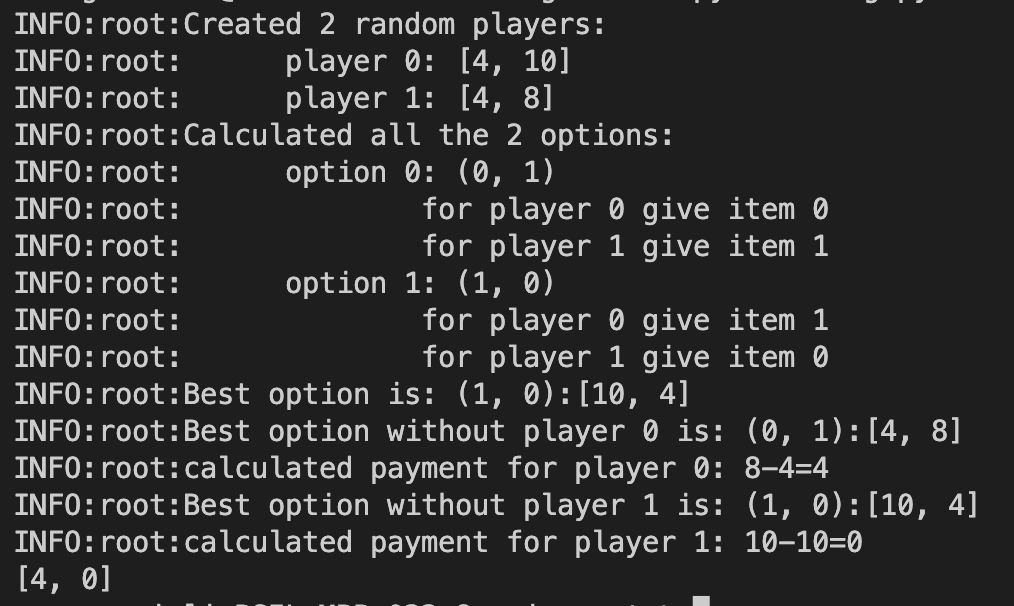 INFO:root:Created 2 random players:
INFO:root:      player 0: [4, 10]
INFO:root:      player 1: [4, 8]
INFO:root:Calculated all the 2 options:
INFO:root:      option 0: (0, 1)
INFO:root:              for player 0 give item 0
INFO:root:              for player 1 give item 1
INFO:root:      option 1: (1, 0)
INFO:root:              for player 0 give item 1
INFO:root:              for player 1 give item 0
INFO:root:Best option is: (1, 0):[10, 4]
INFO:root:Best option without player 0 is: (0, 1):[4, 8]
INFO:root:calculated payment for player 0: 8-4=4
INFO:root:Best option without player 1 is: (1, 0):[10, 4]
INFO:root:calculated payment for player 1: 10-10=0
[4, 0]